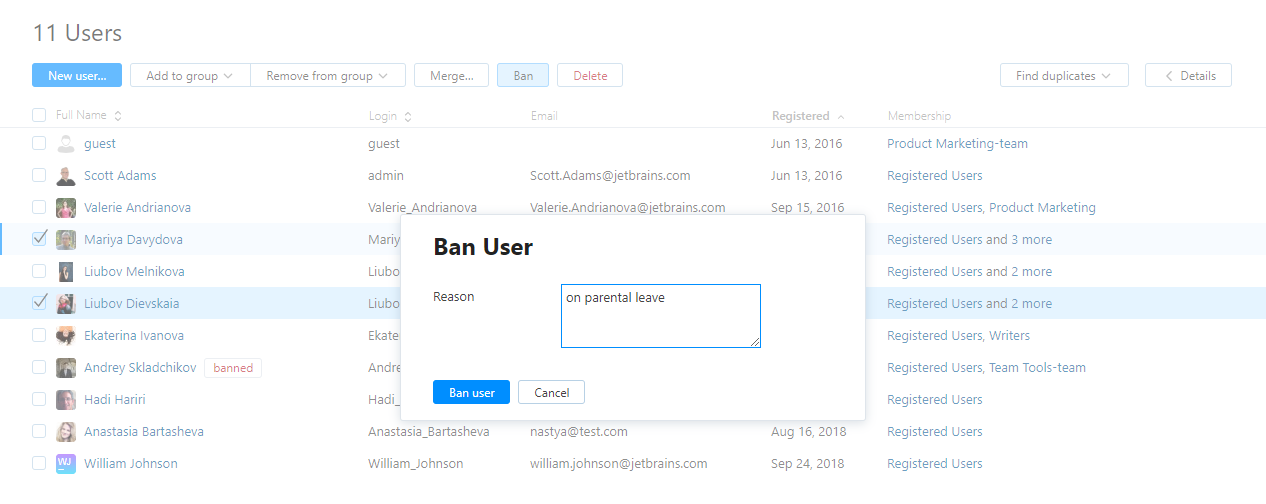 11 Users
New user... Add to group Remove from group Merge... Ban Delete Find duplicates Details
Full Name Login Email Registered Membership
guest guest Jun 13, 2016 Product Marketing-team
Scott Adams admin Scott.Adams@jetbrains.com Jun 13, 2016 Registered Users
Valerie Andrianova Valerie_Andrianova Valerie.Andrianova@jetbrains.com Sep 15, 2016 Registered Users, Product Marketing
Mariya Davydova Mariy Registered Users and 3 more
Liubov Melnikova Liubo Registered Users and 2 more
Liubov Dievskaia Liubo Registered Users and 2 more
Ekaterina Ivanova Ekate Registered Users, Writers
Andrey Skladchikov banned Andre Registered Users, Team Tools-team
Hadi Hariri Hadi_ Registered Users
Anastasia Bartasheva Anastasia_Bartasheva nastya@test.com Aug 16, 2018 Registered Users
William Johnson William_Johnson william.johnson@jetbrains.com Sep 24, 2018 Registered Users
WJ
Ban User
Reason on parental leave
Ban user Cancel